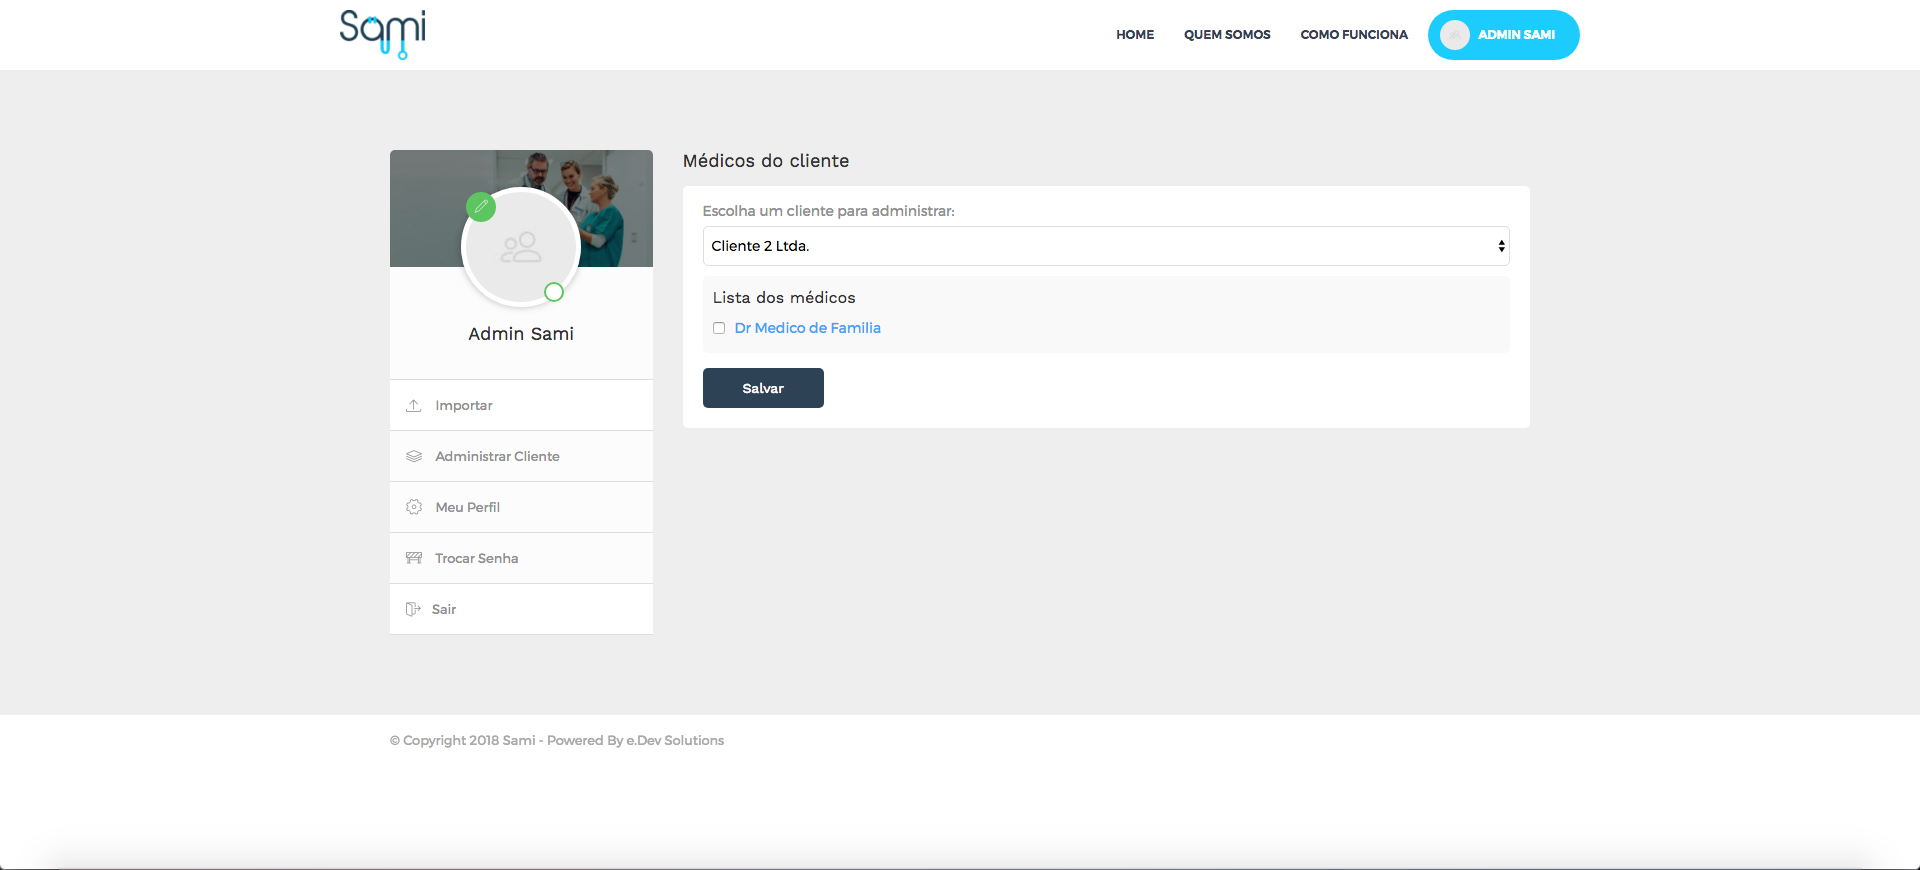 Sami
HOME
QUEM SOMOS
COMO FUNCIONA
ADMIN SAMI
Admin Sami
Importar
Administrar Cliente
Meu Perfil
Trocar Senha
Sair
Médicos do cliente
Escolha um cliente para administrar:
Cliente 2 Ltda.
Lista dos médicos
Dr Medico de Familia
Salvar
© Copyright 2018 Sami - Powered By e.Dev Solutions